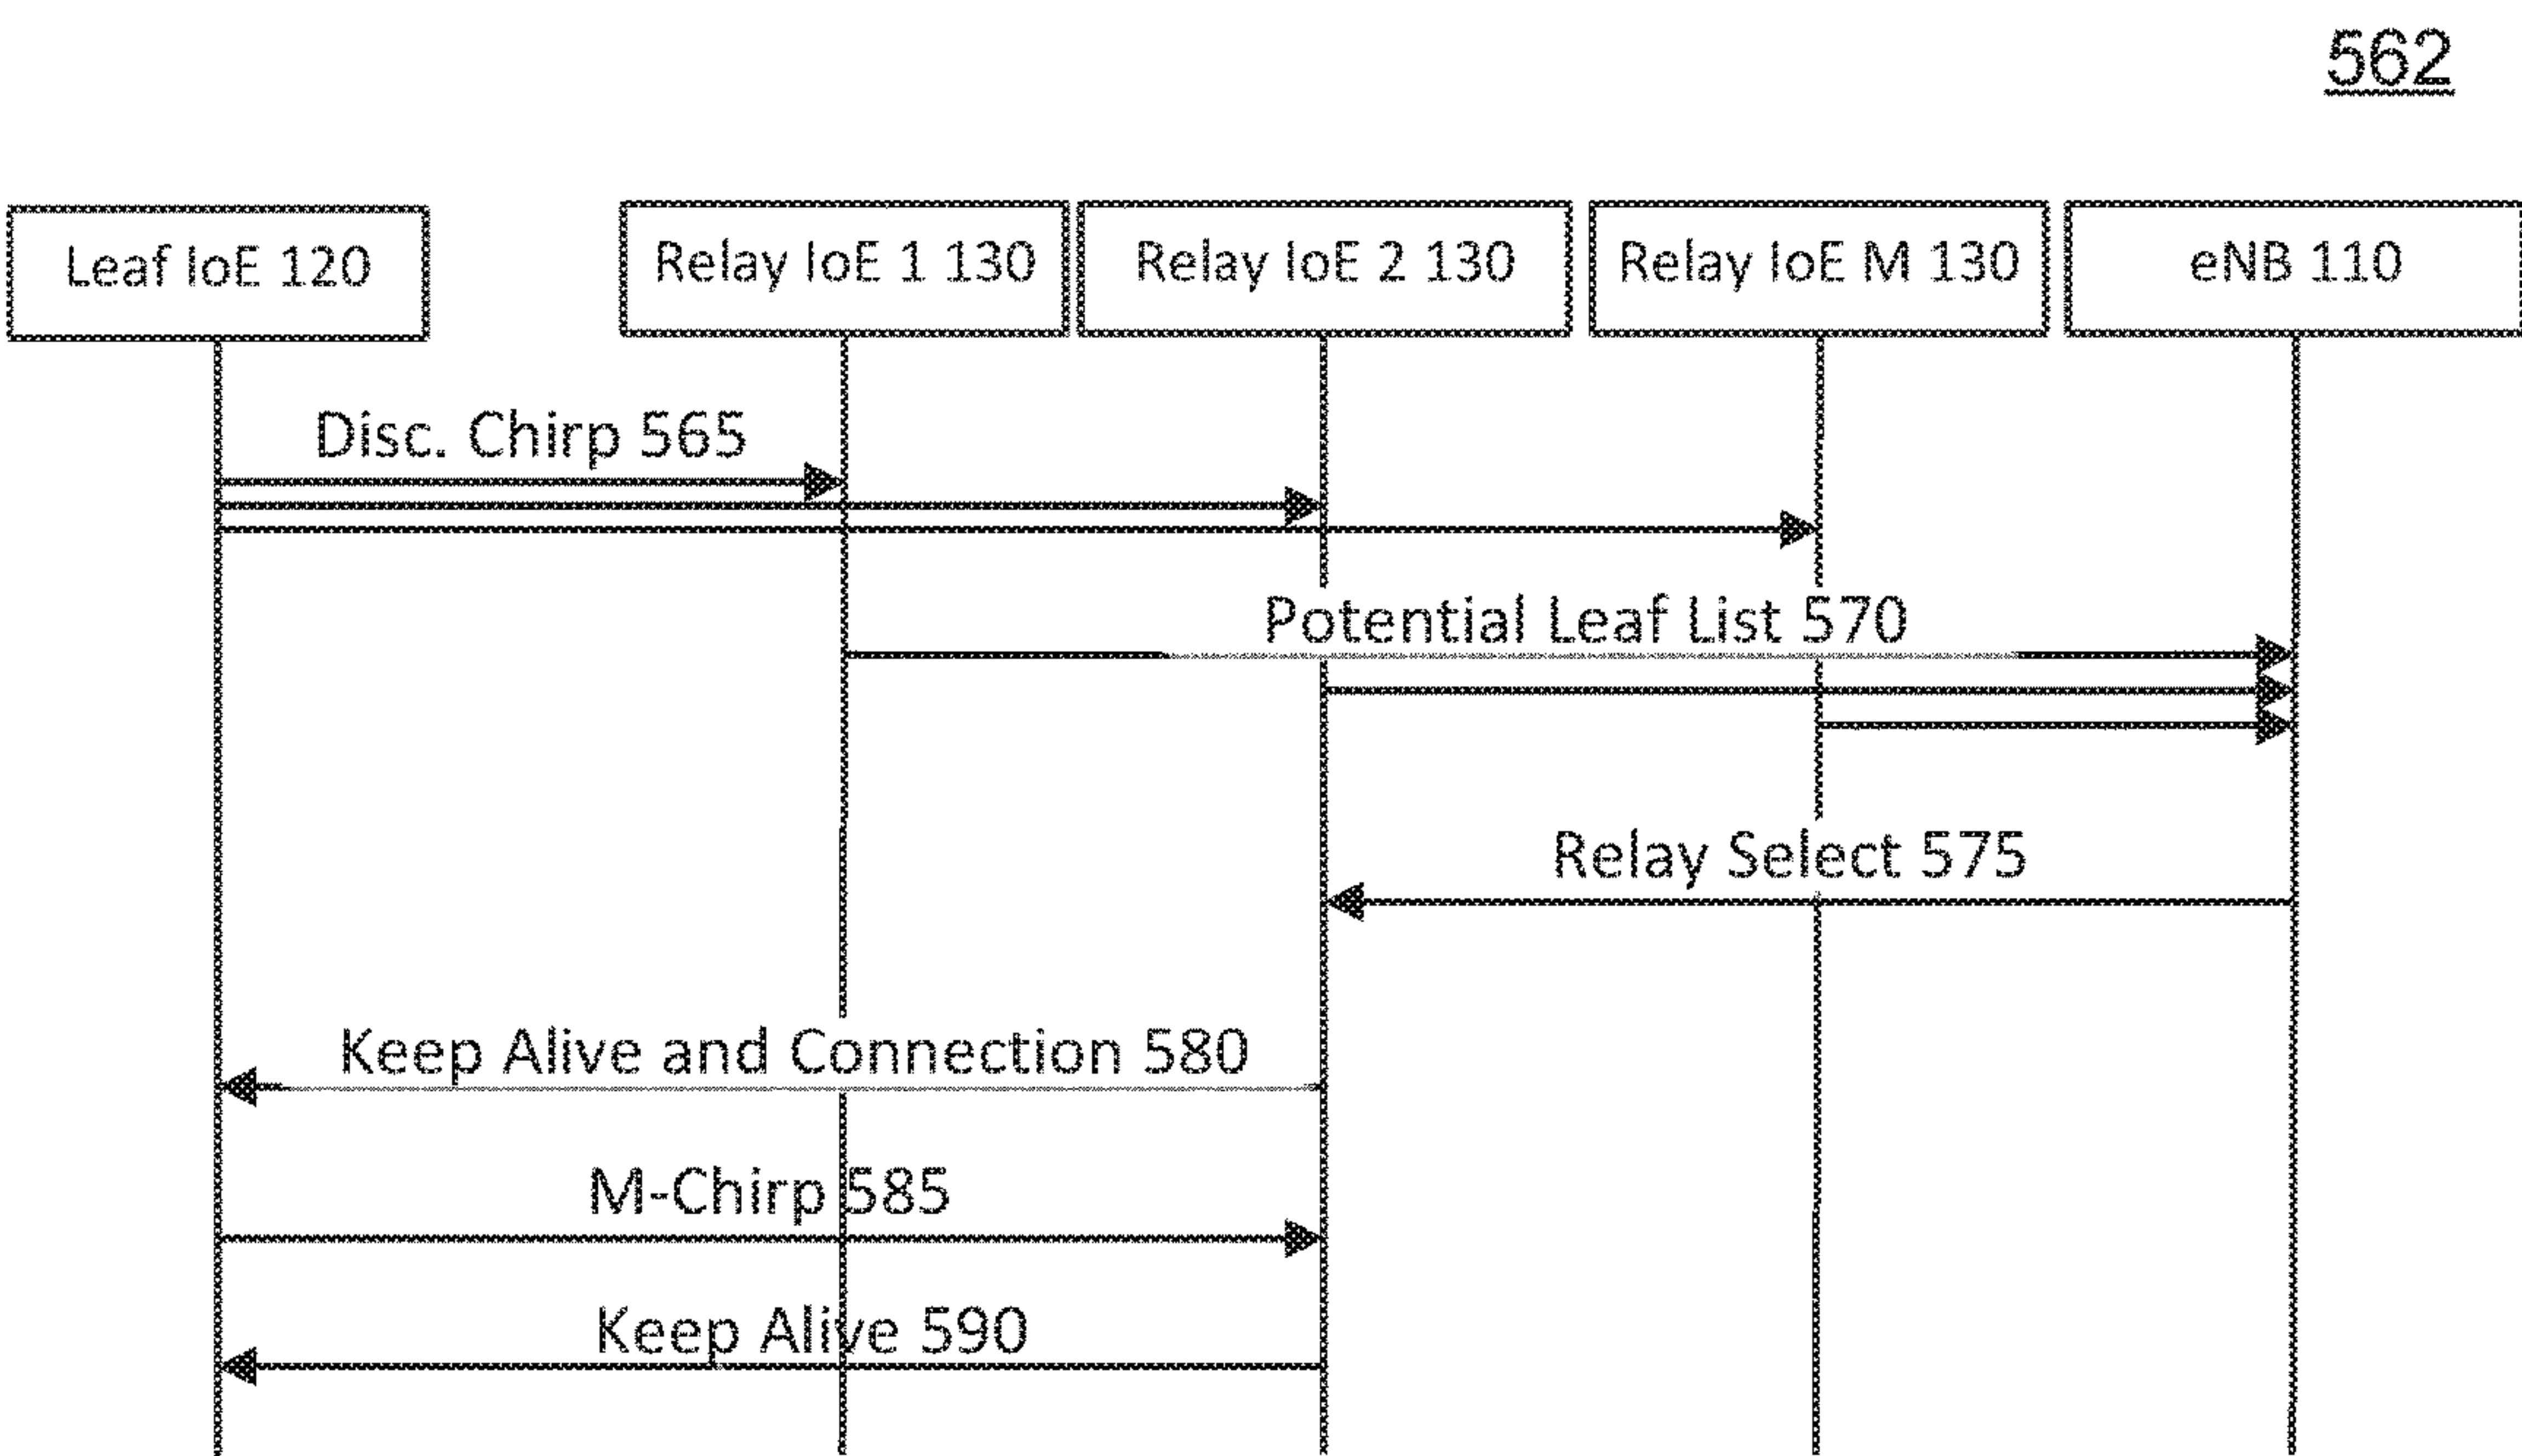 562
Leaf IoE 120
Relay IoE 1 130
Relay IoE 2 130
Relay IoE M 130
eNB 110
Disc. Chirp 565
Potential Leaf List 570
Relay Select 575
Keep Alive and Connection 580
M-Chirp 585
Keep Alive 590